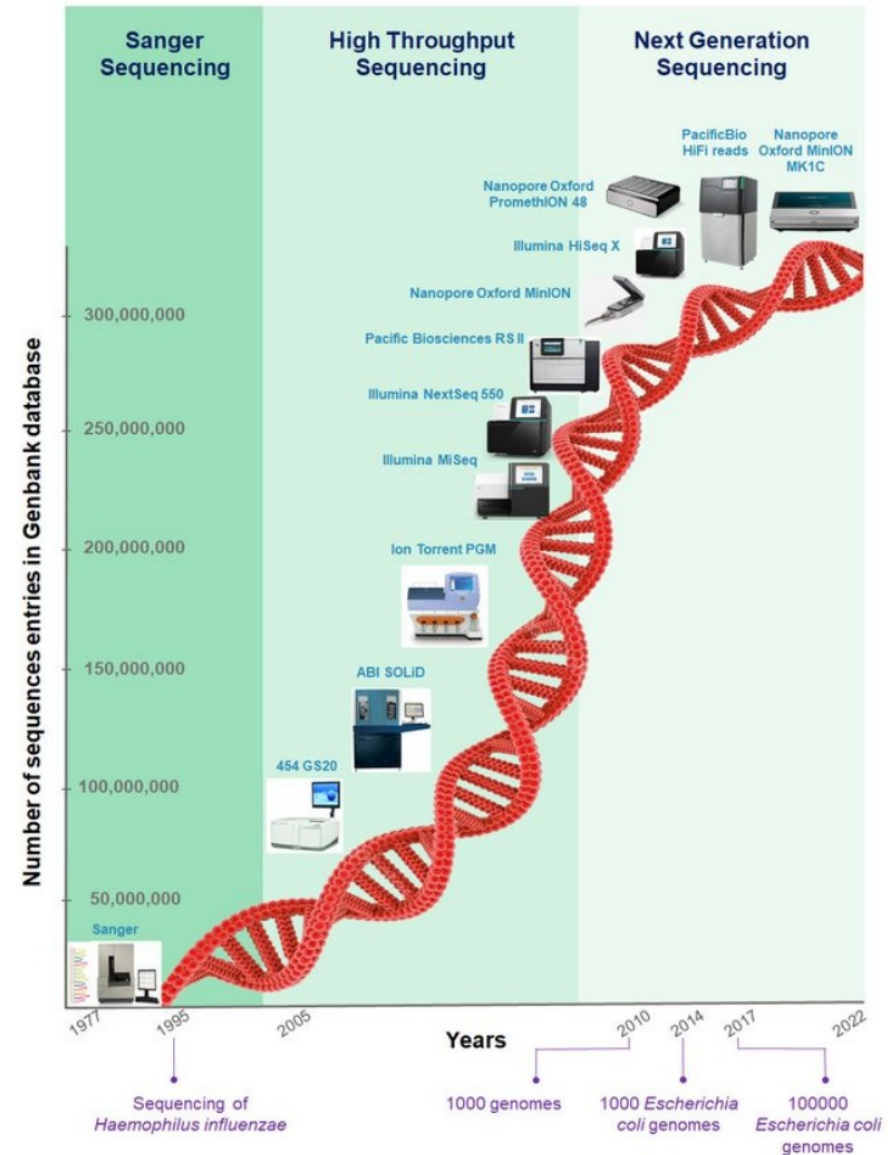 Sanger
Sequencing
High Throughput
Sequencing
Next Generation
Sequencing
PacificBio
HiFi reads
Nanopore
Oxford MinION
MK1C
Nanopore Oxford
PromethION 48
Illumina HiSeq X
Nanopore Oxford MinION
Pacific Biosciences RS II
Illumina NextSeq 550
Illumina MiSeq
Ion Torrent PGM
ABI SOLiD
454 GS20
Sanger
Number of sequences entries in Genbank database
300,000,000
250,000,000
200,000,000
150,000,000
100,000,000
50,000,000
1977
1995
2005
2010
2014
2017
2022
Years
Sequencing of
Haemophilus influenzae
1000 genomes
1000 Escherichia
coli genomes
100000
Escherichia coli
genomes